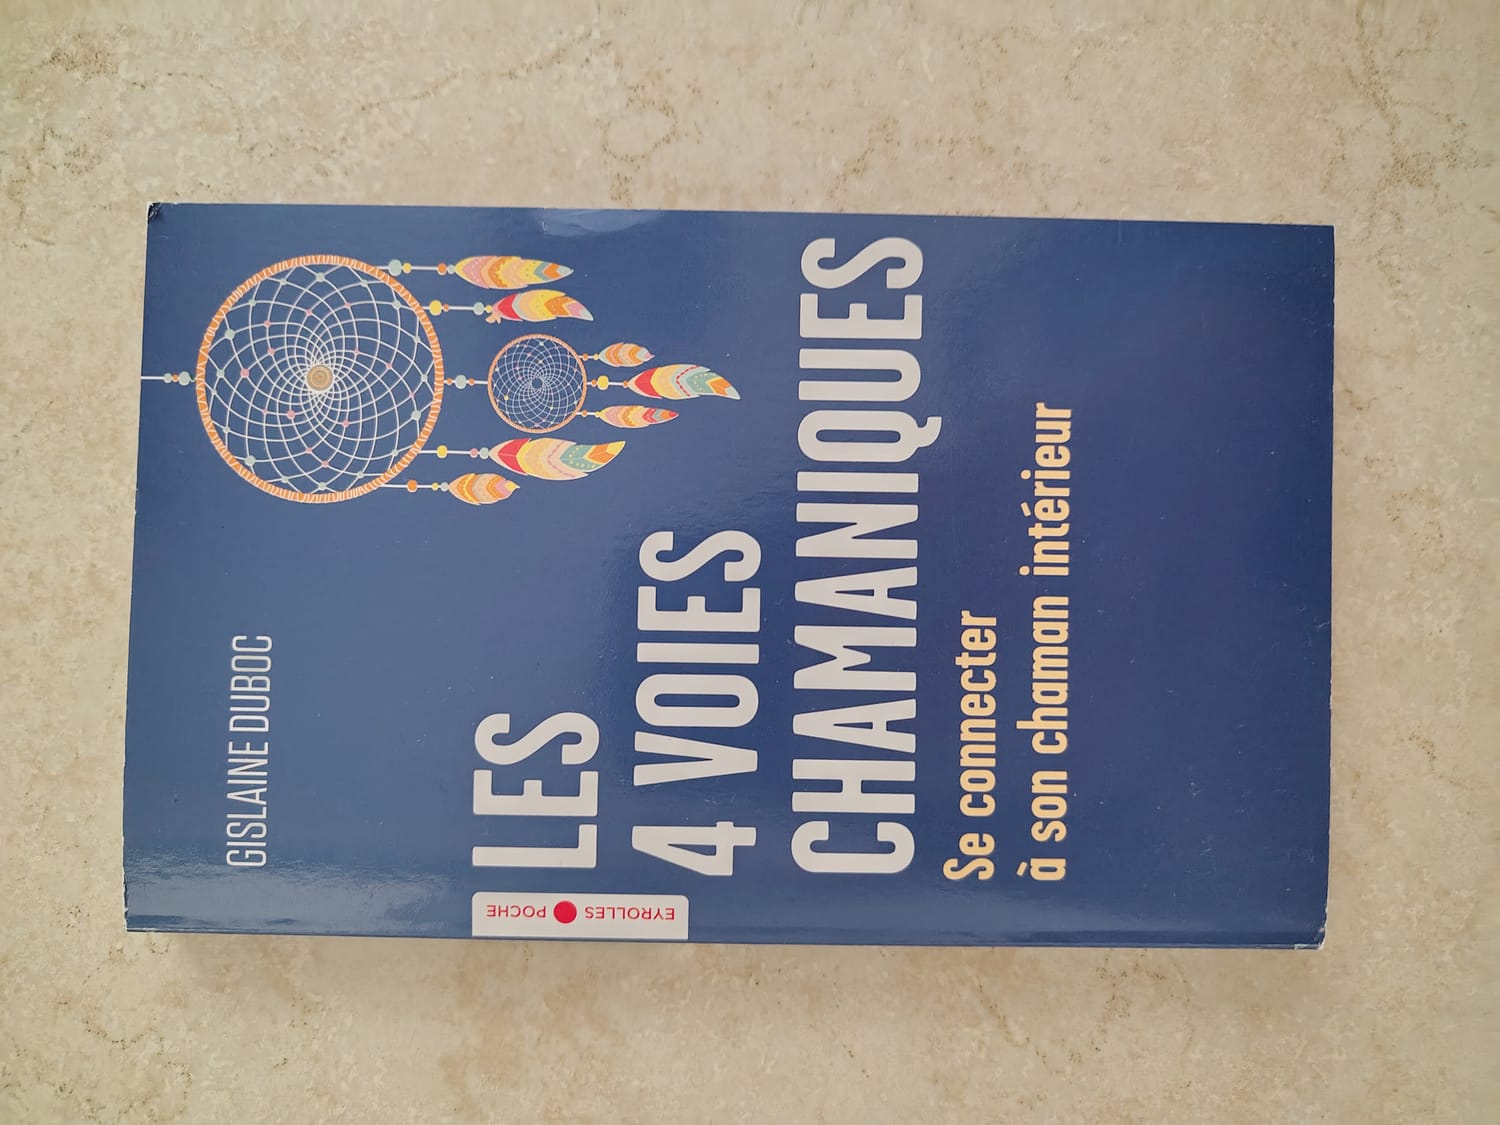 GISLAINE DUBOC
LES
4 VOIES
CHAMANIQUES
Se connecter
à son chaman intérieur
EYROLLES POCHE